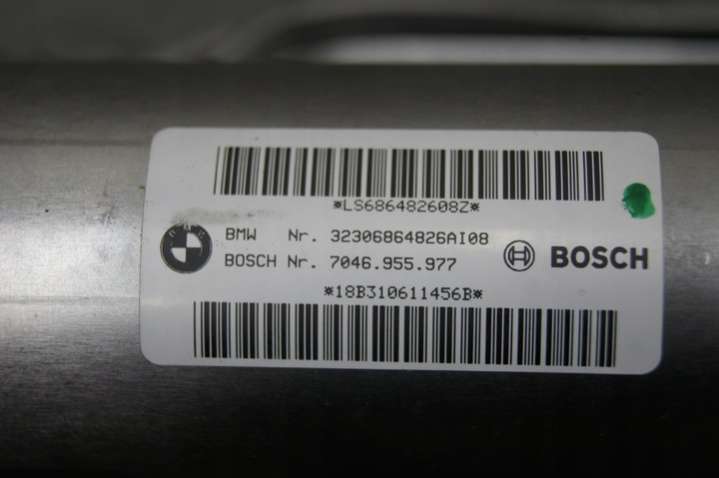 *LS686482608Z*
BMW Nr. 32306864826AI08
BOSCH Nr. 7046.955.977
BOSCH
*18B310611456B*